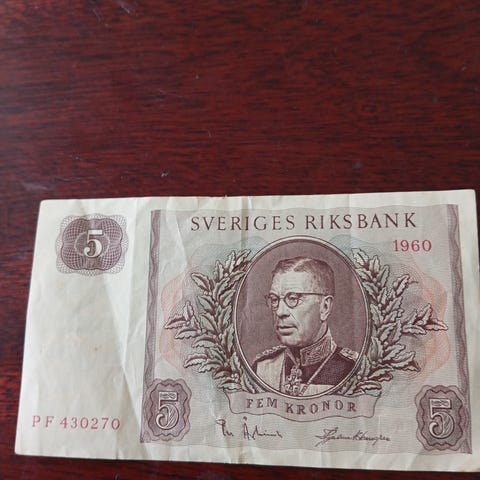 SVERIGES RIKSBANK
5
1960
FEM KRONOR
PF 430270
5
5